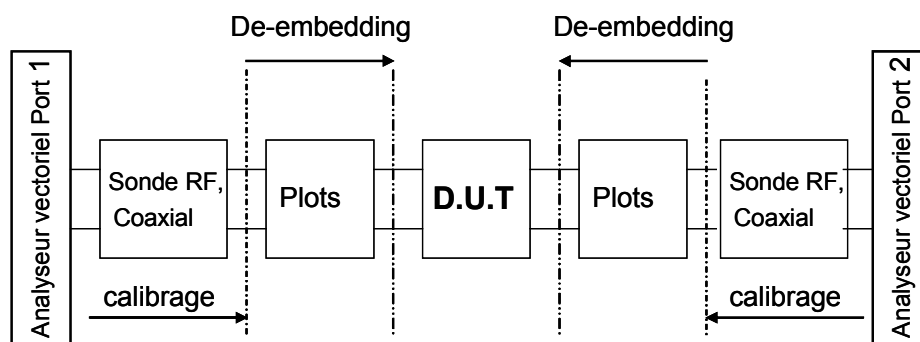 De-embedding
De-embedding
Analyseur vectoriel Port 1
Sonde RF,
Coaxial
Plots
D.U.T
Plots
Sonde RF,
Coaxial
Analyseur vectoriel Port 2
calibrage
calibrage